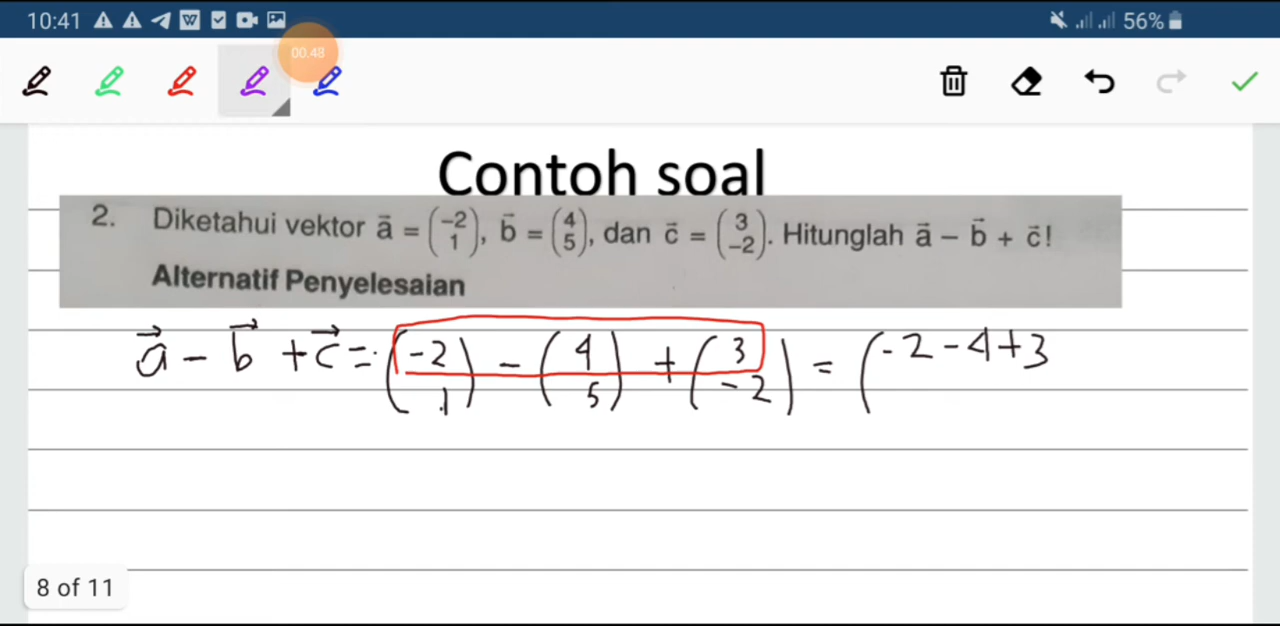 10:41 56%
00.48
Contoh soal
2. Diketahui vektor a⃗ = (−2 1), b⃗ = (4 5), dan c⃗ = (3 −2). Hitunglah a⃗ − b⃗ + c⃗!
Alternatif Penyelesaian
a⃗ − b⃗ + c⃗ = (−2 1) − (4 5) + (3 −2) = (−2−4+3
8 of 11